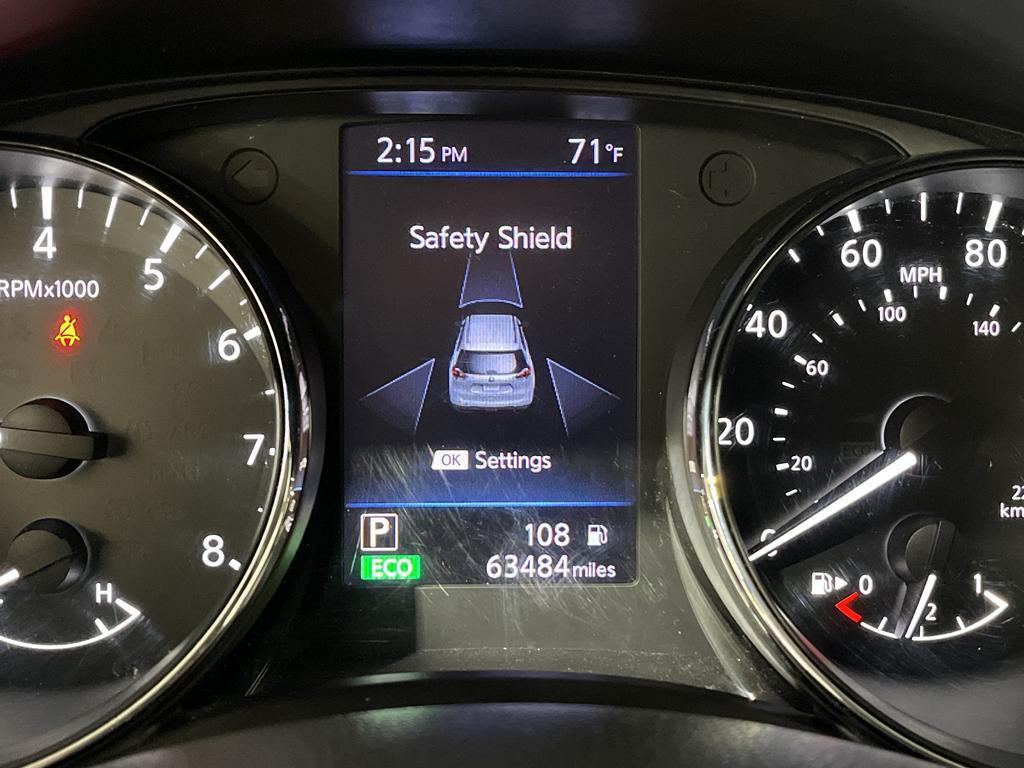 2:15 PM 71°F
Safety Shield
OK Settings
P 108
ECO 63484 miles
4 5 6 7 8
RPMx1000
H
20 40 60 80
MPH
20 60 100 140
km
0 1 2